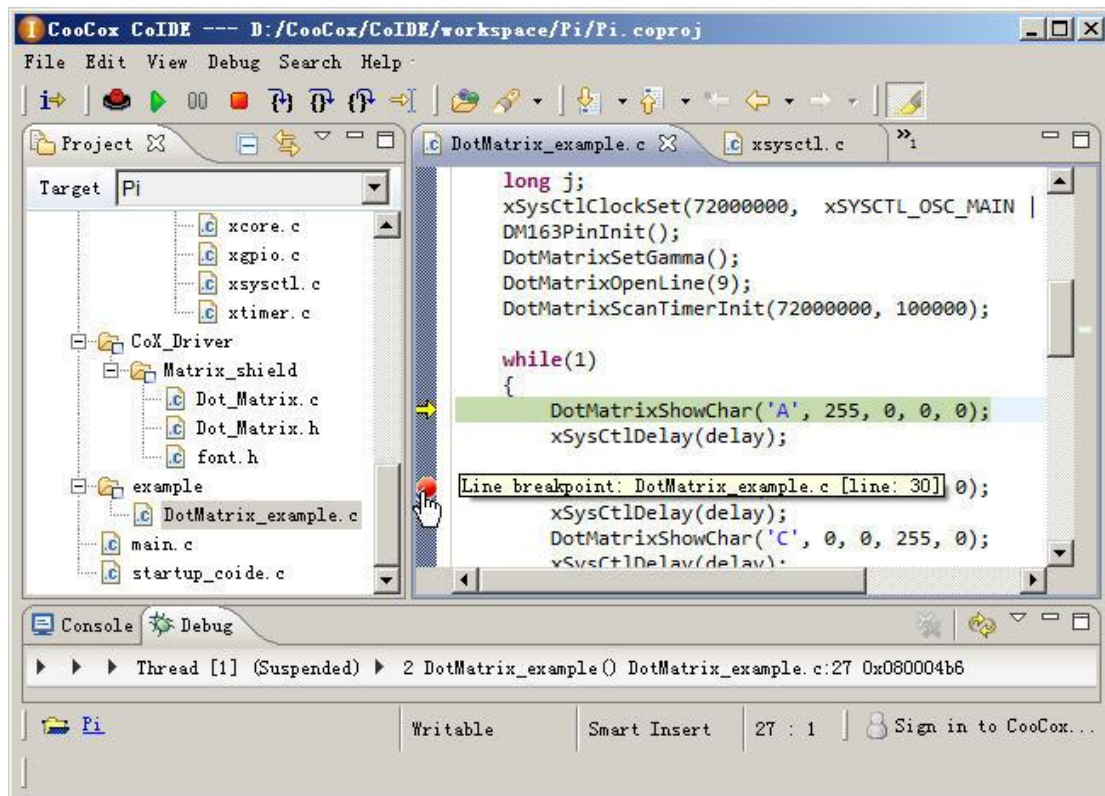 CooCox CoIDE --- D:/CooCox/CoIDE/workspace/Pi/Pi.coproj
File Edit View Debug Search Help
Project
Target Pi
xcore.c
xgpio.c
xsysctl.c
xtimer.c
CoX_Driver
Matrix_shield
Dot_Matrix.c
Dot_Matrix.h
font.h
example
DotMatrix_example.c
main.c
startup_coide.c
DotMatrix_example.c xsysctl.c »1
long j;
xSysCtlClockSet(72000000, xSYSCTL_OSC_MAIN |
DM163PinInit();
DotMatrixSetGamma();
DotMatrixOpenLine(9);
DotMatrixScanTimerInit(72000000, 100000);
while(1)
{
DotMatrixShowChar('A', 255, 0, 0, 0);
xSysCtlDelay(delay);
Line breakpoint: DotMatrix_example.c [line: 30] 0);
xSysCtlDelay(delay);
DotMatrixShowChar('C', 0, 0, 255, 0);
xSysCtlDelay(delay);
Console Debug
Thread [1] (Suspended) 2 DotMatrix_example() DotMatrix_example.c:27 0x080004b6
Pi Writable Smart Insert 27 : 1 Sign in to CooCox...